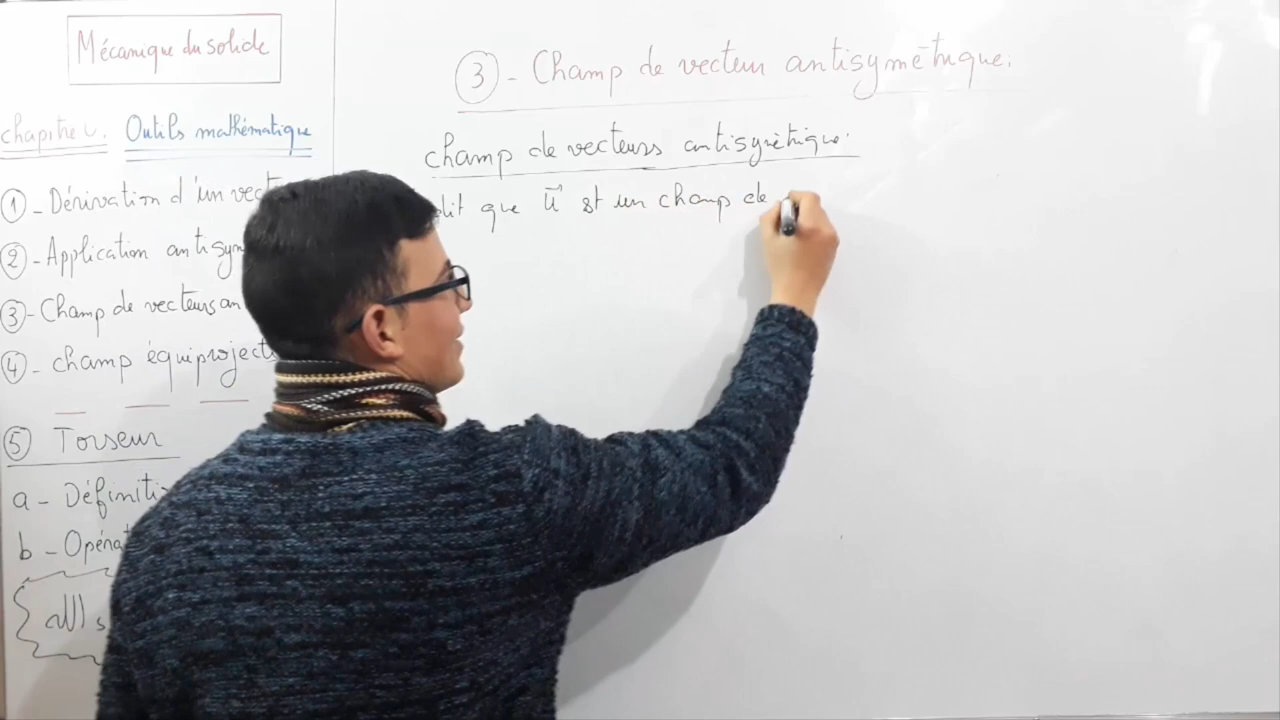 Mécanique du solide
chapitre
Outils mathématique
1 - Dérivation d'un vect
2 - Application antisym
3 - Champ de vecteurs an
4 - champ équiproject
5 Torseur
a - Définiti
b - Opérat
3 - Champ de vecteur antisymétrique:
champ de vecteurs antisymétrique.
dit que u⃗ est un champ de